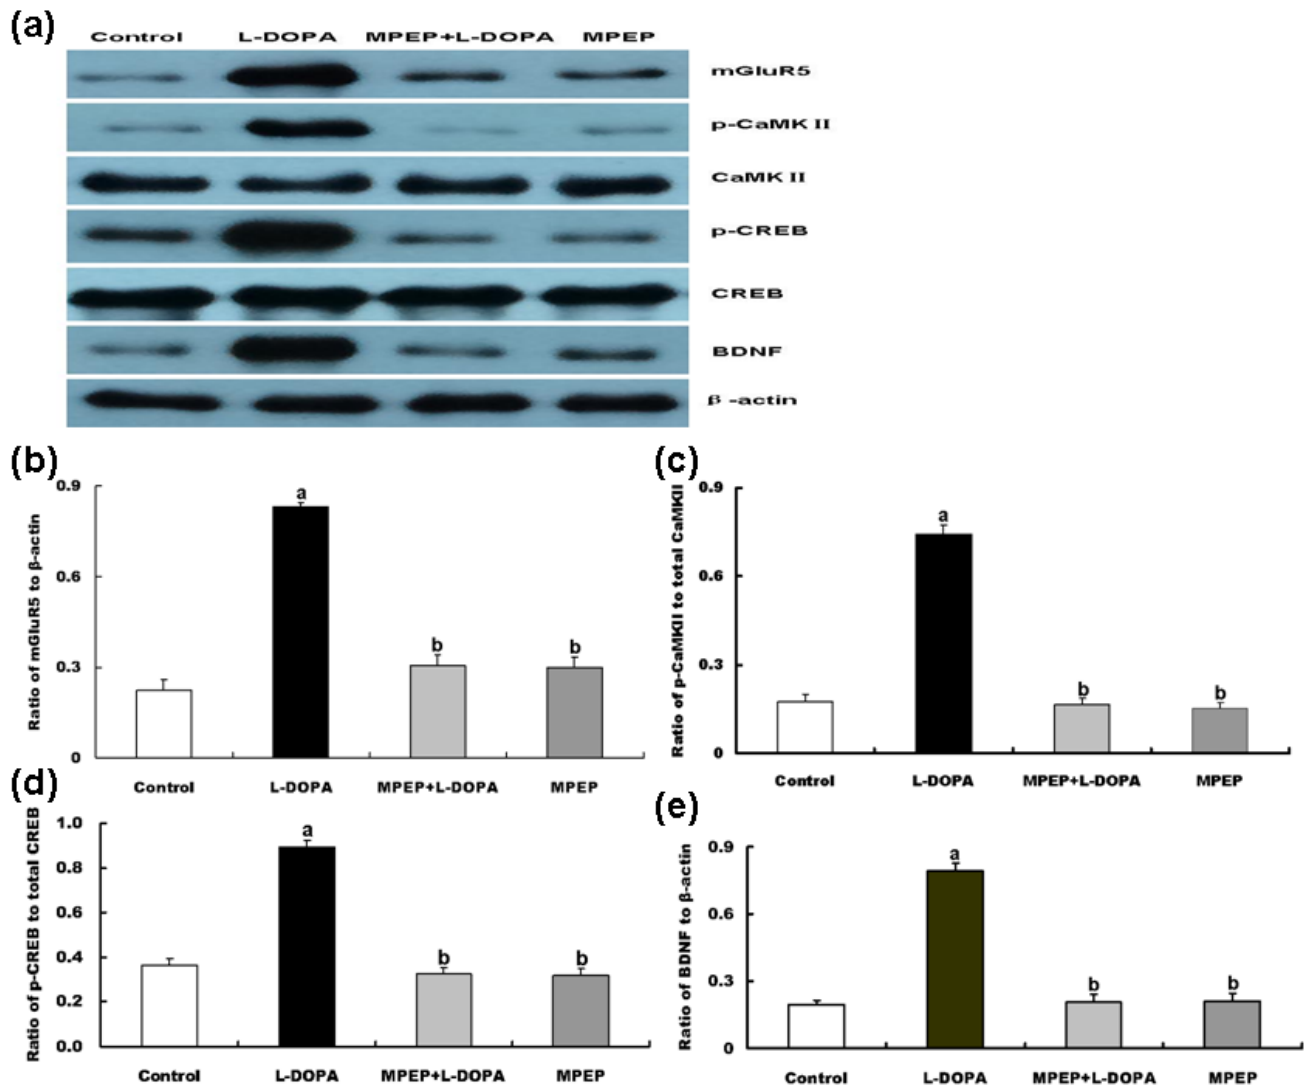 (a)
Control L-DOPA MPEP+L-DOPA MPEP
mGluR5
p-CaMK II
CaMK II
p-CREB
CREB
BDNF
β -actin
(b)
Ratio of mGluR5 to β-actin
0.9
0.6
0.3
0
a
b
b
Control L-DOPA MPEP+L-DOPA MPEP
(c)
Ratio of p-CaMKII to total CaMKII
0.9
0.6
0.3
0
a
b
b
Control L-DOPA MPEP+L-DOPA MPEP
(d)
Ratio of p-CREB to total CREB
1.0
0.8
0.6
0.4
0.2
0.0
a
b
b
Control L-DOPA MPEP+L-DOPA MPEP
(e)
Ratio of BDNF to β-actin
0.9
0.6
0.3
0
a
b
b
Control L-DOPA MPEP+L-DOPA MPEP